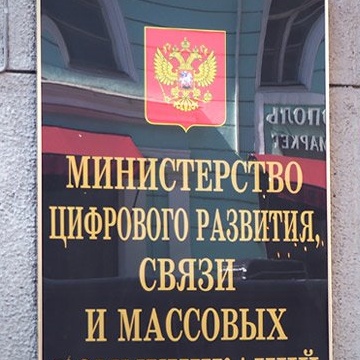 МИНИСТЕРСТВО
ЦИФРОВОГО РАЗВИТИЯ,
СВЯЗИ
И МАССОВЫХ